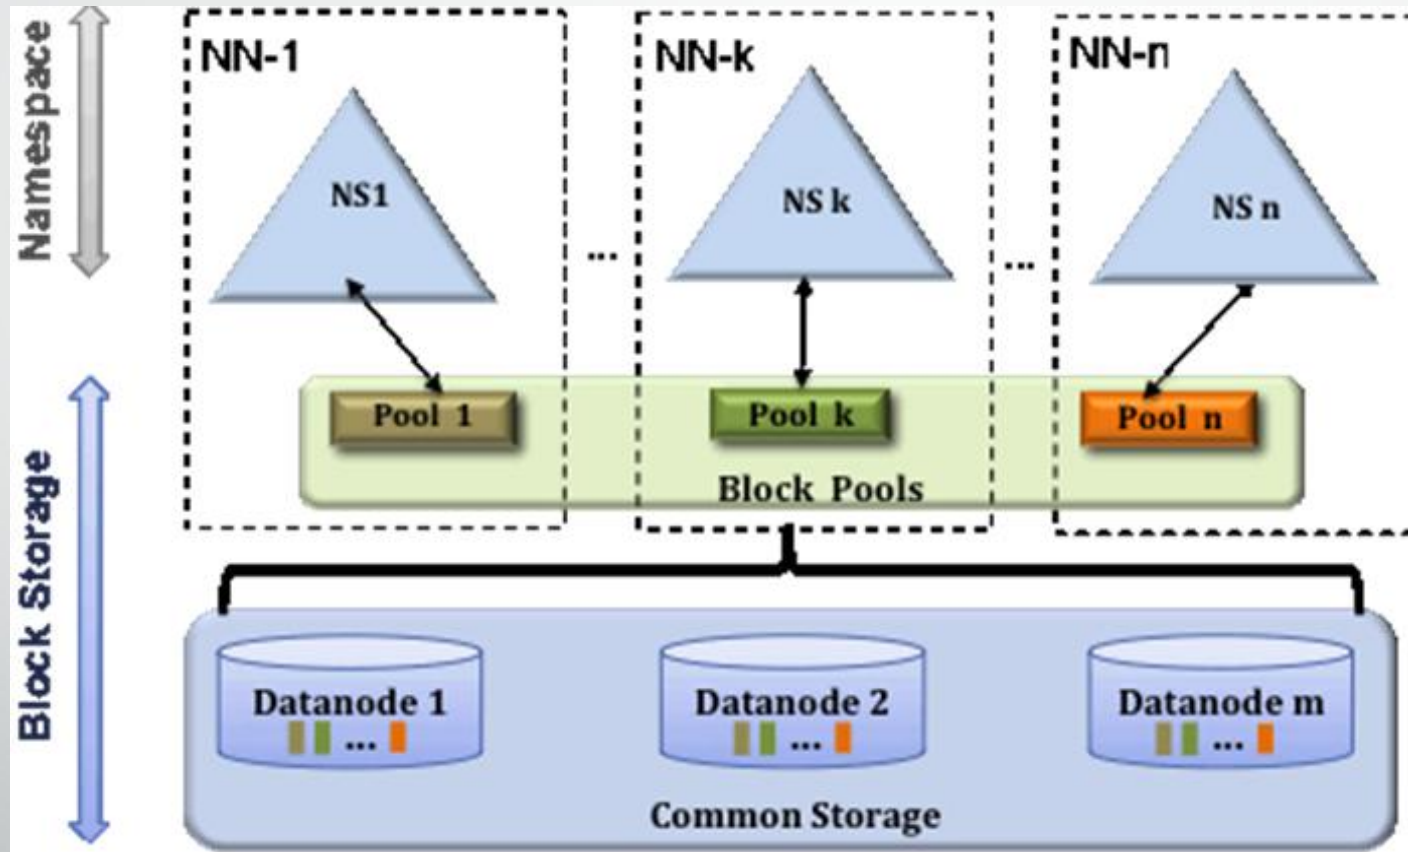 Namespace
NN-1
NN-k
NN-n
NS1
NS k
NS n
...
...
Block Storage
Pool 1
Pool k
Pool n
Block Pools
Datanode 1
...
Datanode 2
...
Datanode m
...
Common Storage